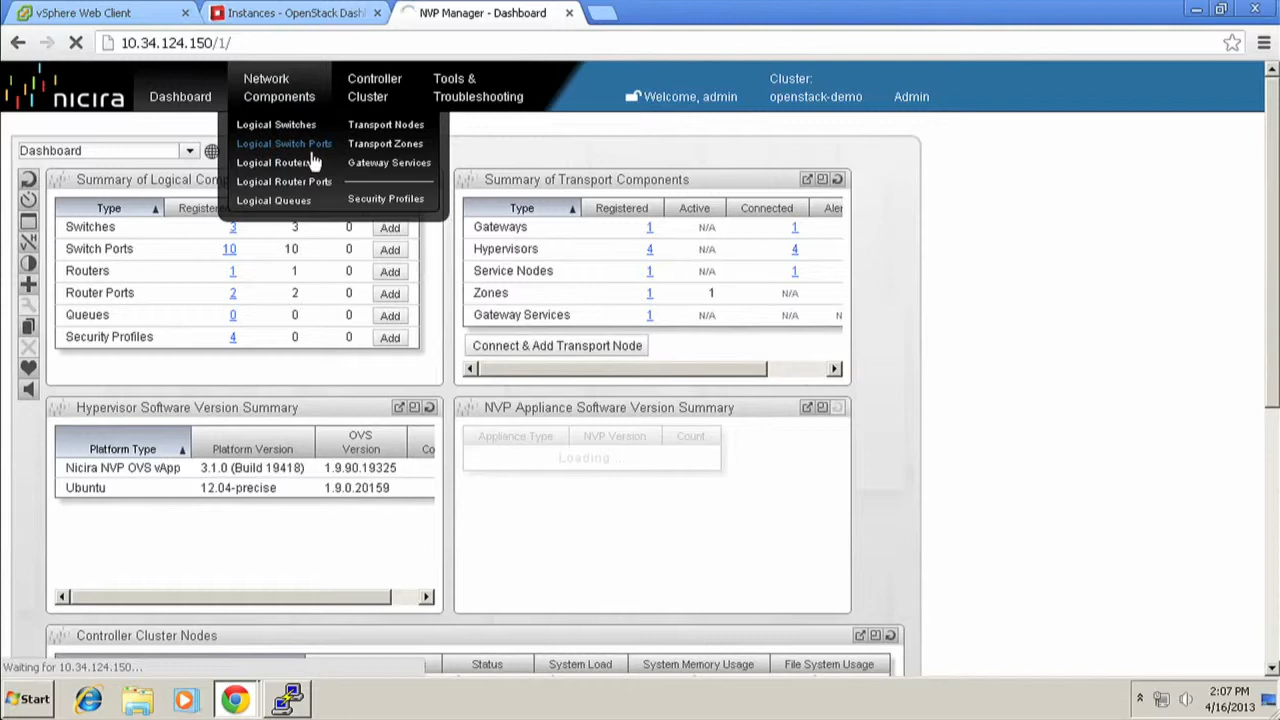 vSphere Web Client
Instances - OpenStack Dash
NVP Manager - Dashboard
10.34.124.150/1/
nicira
Dashboard
Network Components
Controller Cluster
Tools & Troubleshooting
Welcome, admin
Cluster: openstack-demo
Admin
Logical Switches
Transport Nodes
Logical Switch Ports
Transport Zones
Logical Router
Gateway Services
Logical Router Ports
Logical Queues
Security Profiles
Dashboard
Summary of Logical Comp
Type
Registere
Switches 3 3 0 Add
Switch Ports 10 10 0 Add
Routers 1 1 0 Add
Router Ports 2 2 0 Add
Queues 0 0 0 Add
Security Profiles 4 0 0 Add
Summary of Transport Components
Type Registered Active Connected Aler
Gateways 1 N/A 1
Hypervisors 4 N/A 4
Service Nodes 1 N/A 1
Zones 1 1 N/A
Gateway Services 1 N/A N/A N
Connect & Add Transport Node
Hypervisor Software Version Summary
Platform Type Platform Version OVS Version Co
Nicira NVP OVS vApp 3.1.0 (Build 19418) 1.9.90.19325
Ubuntu 12.04-precise 1.9.0.20159
NVP Appliance Software Version Summary
Appliance Type NVP Version Count
Loading ...
Controller Cluster Nodes
Status System Load System Memory Usage File System Usage
Waiting for 10.34.124.150...
Start
2:07 PM
4/16/2013